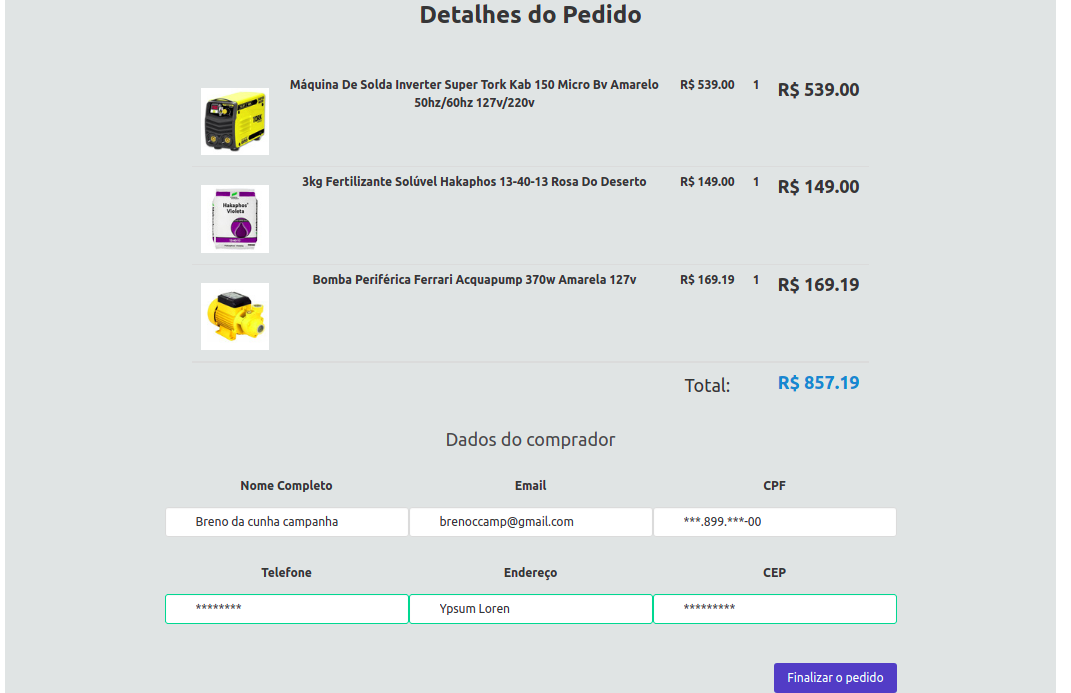 Detalhes do Pedido
Máquina De Solda Inverter Super Tork Kab 150 Micro Bv Amarelo R$ 539.00 1 R$ 539.00
50hz/60hz 127v/220v
3kg Fertilizante Solúvel Hakaphos 13-40-13 Rosa Do Deserto R$ 149.00 1 R$ 149.00
Hakaphos
Violeta
Bomba Periférica Ferrari Acquapump 370w Amarela 127v R$ 169.19 1 R$ 169.19
Total: R$ 857.19
Dados do comprador
Nome Completo Email CPF
Breno da cunha campanha brenoccamp@gmail.com ***.899.***-00
Telefone Endereço CEP
******** Ypsum Loren *********
Finalizar o pedido